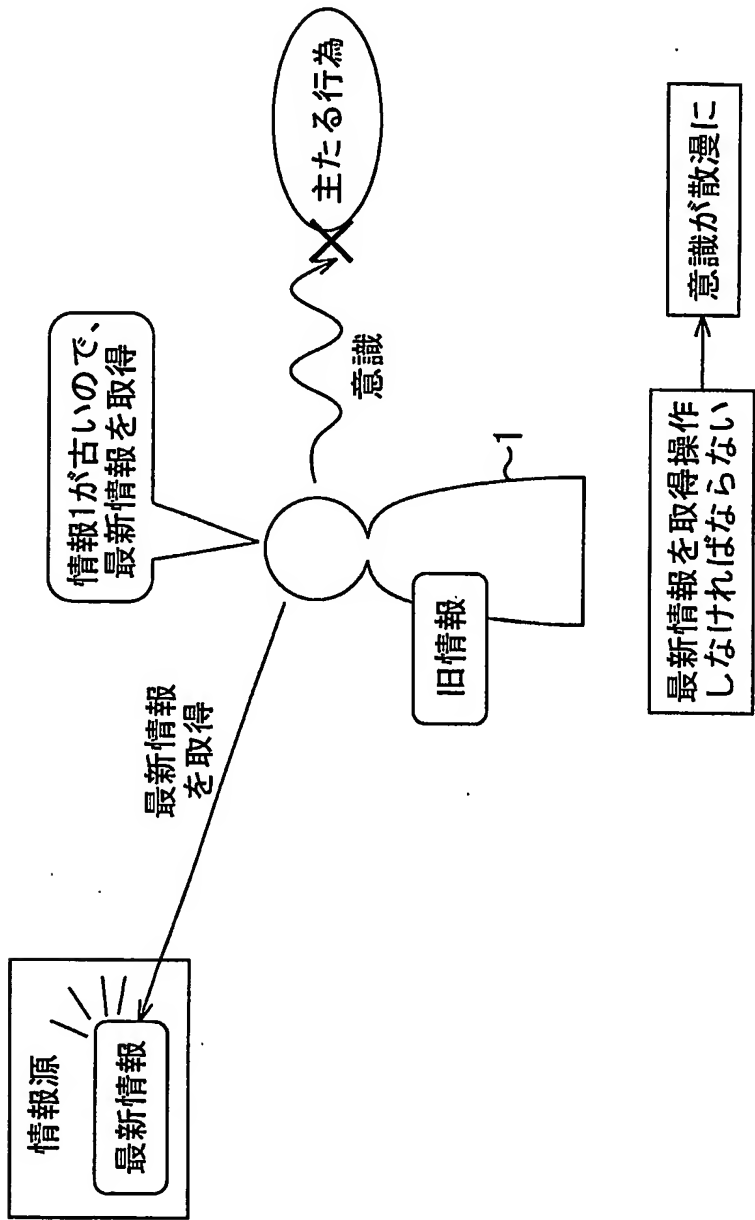 情報源
最新情報
最新情報
を取得
情報1が古いので、
最新情報を取得
旧情報
1
意識
主たる行為
最新情報を取得操作
しなければならない
意識が散漫に